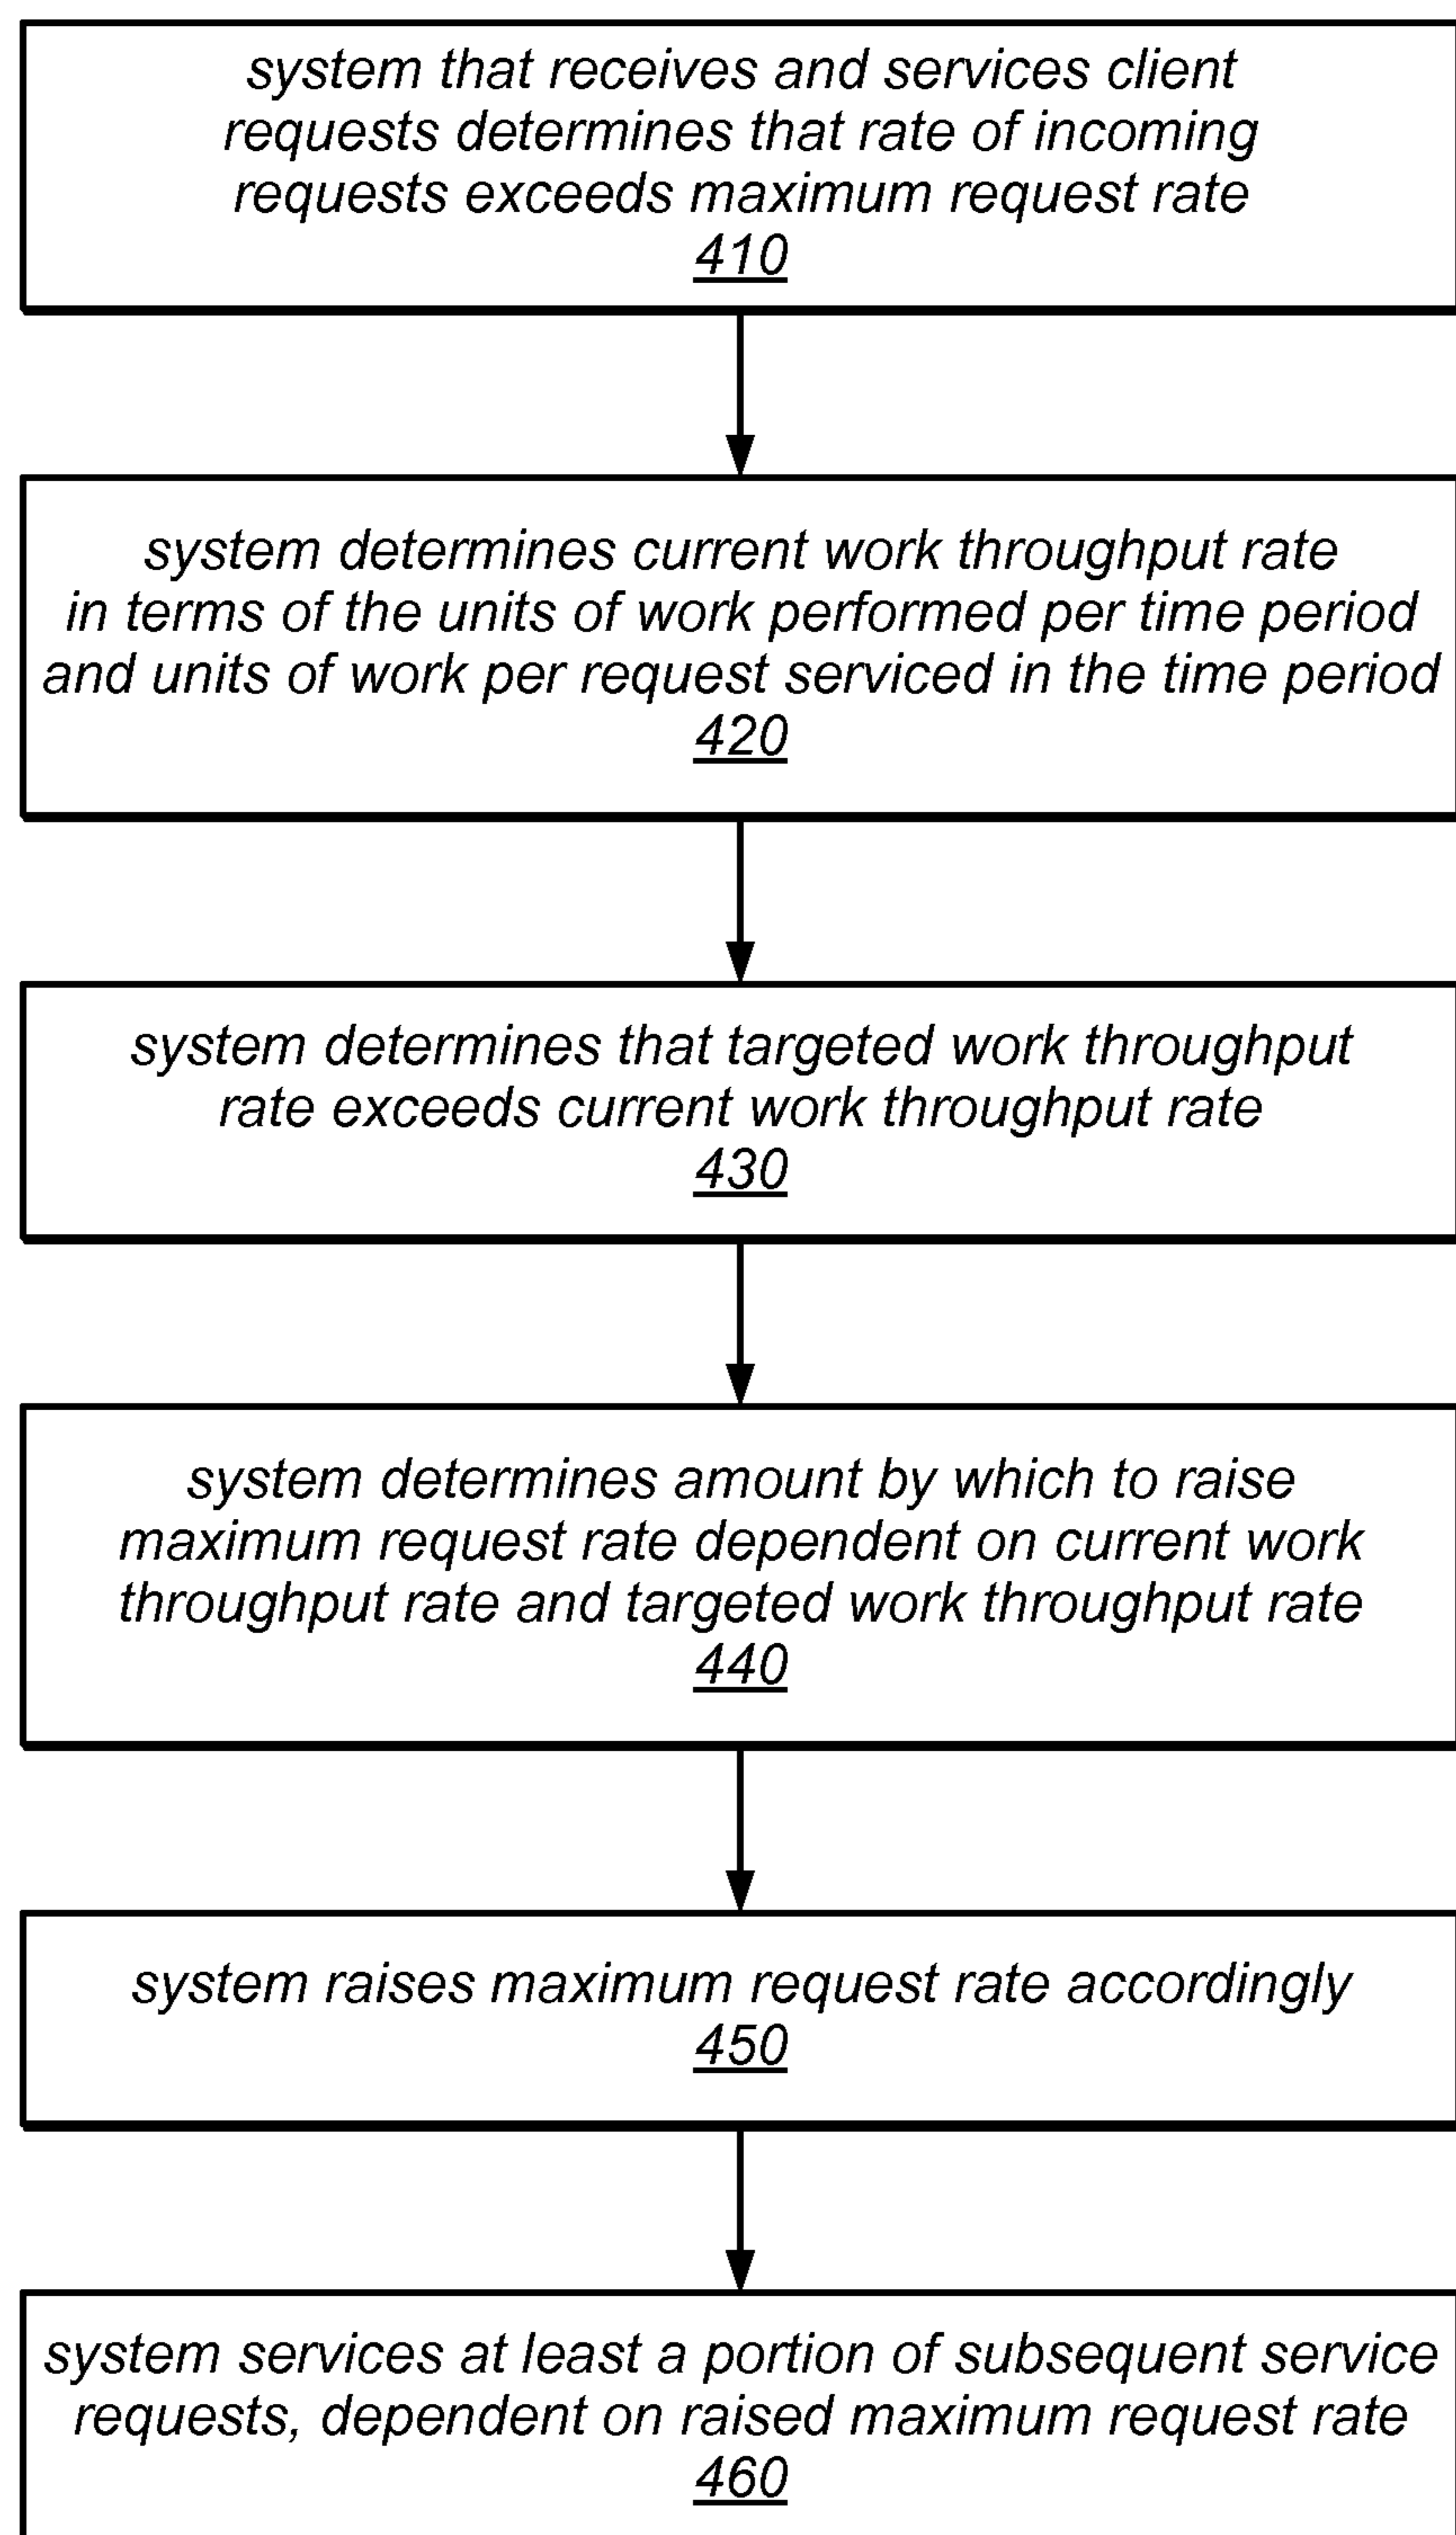 system that receives and services client
requests determines that rate of incoming
requests exceeds maximum request rate
410
system determines current work throughput rate
in terms of the units of work performed per time period
and units of work per request serviced in the time period
420
system determines that targeted work throughput
rate exceeds current work throughput rate
430
system determines amount by which to raise
maximum request rate dependent on current work
throughput rate and targeted work throughput rate
440
system raises maximum request rate accordingly
450
system services at least a portion of subsequent service
requests, dependent on raised maximum request rate
460